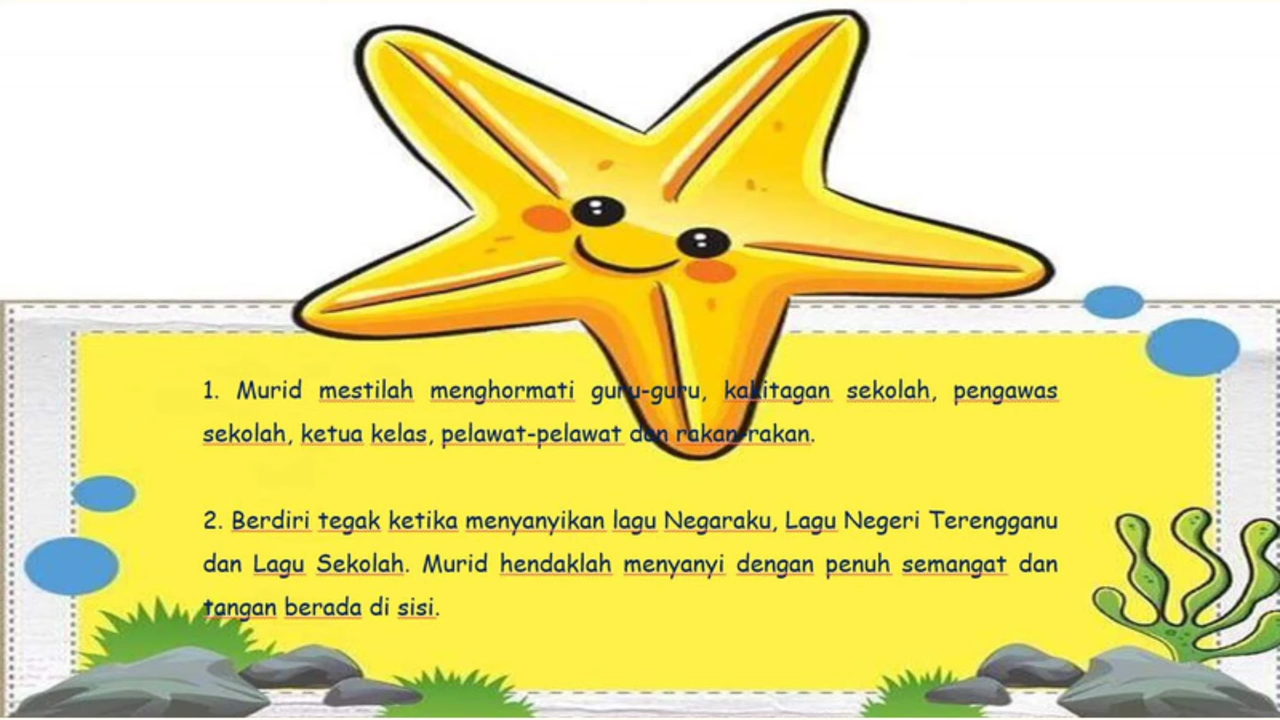 1. Murid mestilah menghormati guru-guru, kakitagan sekolah, pengawas
sekolah, ketua kelas, pelawat-pelawat dan rakan-rakan.
2. Berdiri tegak ketika menyanyikan lagu Negaraku, Lagu Negeri Terengganu
dan Lagu Sekolah. Murid hendaklah menyanyi dengan penuh semangat dan
tangan berada di sisi.